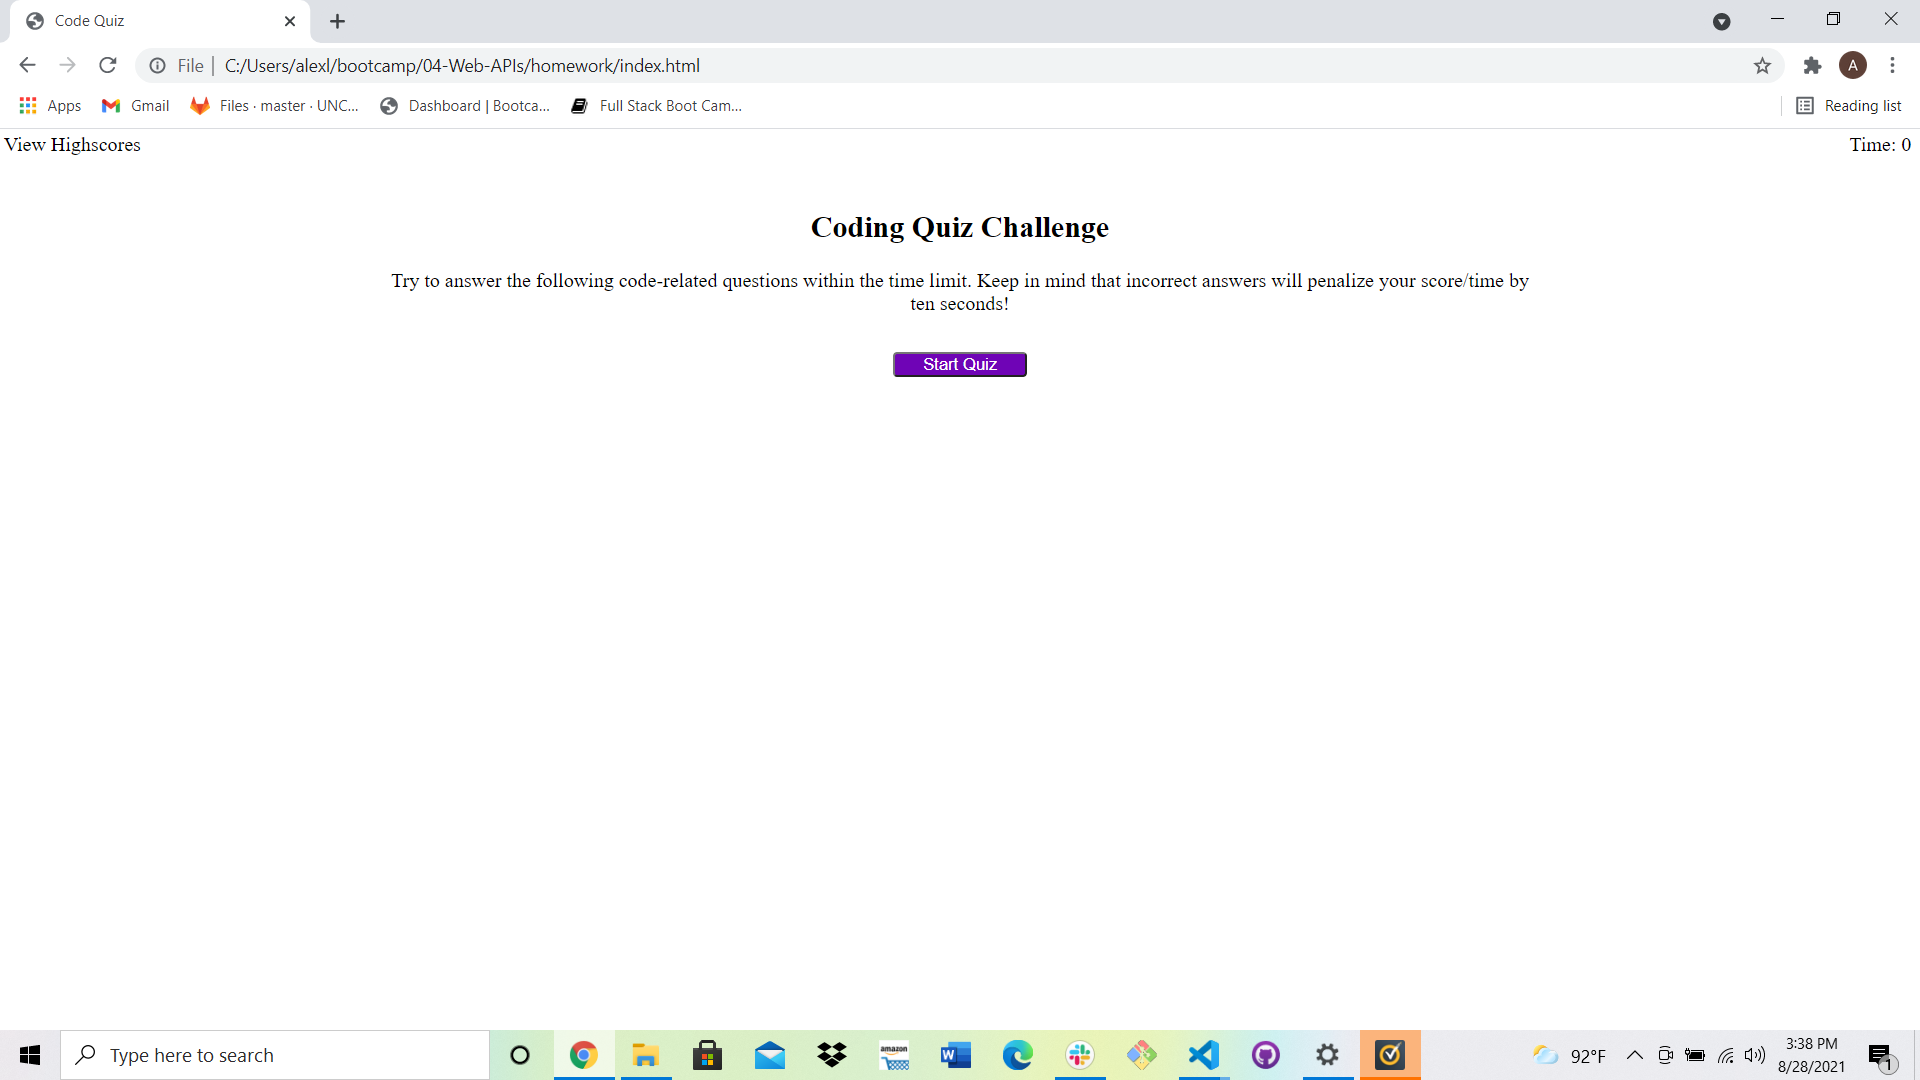 Code Quiz
File | C:/Users/alexl/bootcamp/04-Web-APIs/homework/index.html
A
Apps Gmail Files · master · UNC... Dashboard | Bootca... Full Stack Boot Cam... Reading list
View Highscores Time: 0
Coding Quiz Challenge
Try to answer the following code-related questions within the time limit. Keep in mind that incorrect answers will penalize your score/time by
ten seconds!
Start Quiz
Type here to search amazon W 92°F 3:38 PM
8/28/2021 1